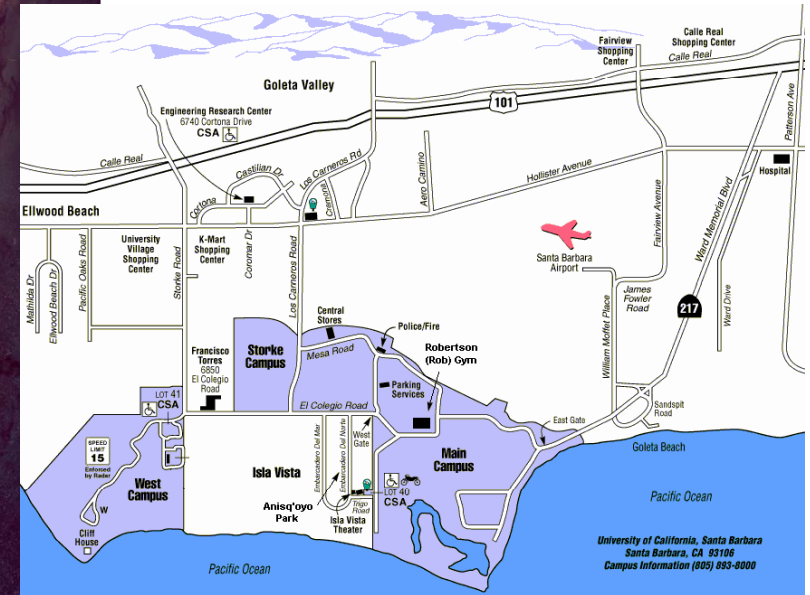 Fairview
Shopping
Center
Calle Real
Shopping Center
Calle Real
Goleta Valley
101
Patterson Ave
Engineering Research Center
6740 Cortona Drive
CSA
Calle Real
Castilian Dr
Los Carneros Rd
Cremona
Aero Camino
Hollister Avenue
Hospital
Cortona
Ellwood Beach
University
Village
Shopping
Center
K-Mart
Shopping
Center
Coromar Dr
Storke Road
Pacific Oaks Road
Mathilda Dr
Ellwood Beach Dr
Los Carneros Road
Santa Barbara
Airport
Fairview Avenue
Ward Memorial Blvd
James
Fowler
Road
217
Ward Drive
William Moffet Place
Central
Stores
Police/Fire
Mesa Road
Robertson
(Rob) Gym
Francisco
Torres
6850
El Colegio
Road
Storke
Campus
Parking
Services
LOT 41
CSA
El Colegio Road
East Gate
Sandspit
Road
Goleta Beach
SPEED
LIMIT
15
Enforced
by Radar
West
Campus
W
Cliff
House
Isla Vista
Embarcadero Del Mar
Embarcadero Del Norte
West
Gate
Main
Campus
Anisq'oyo
Park
LOT 40
CSA
Trigo
Road
Isla Vista
Theater
Pacific Ocean
Pacific Ocean
University of California, Santa Barbara
Santa Barbara, CA 93106
Campus Information (805) 893-8000